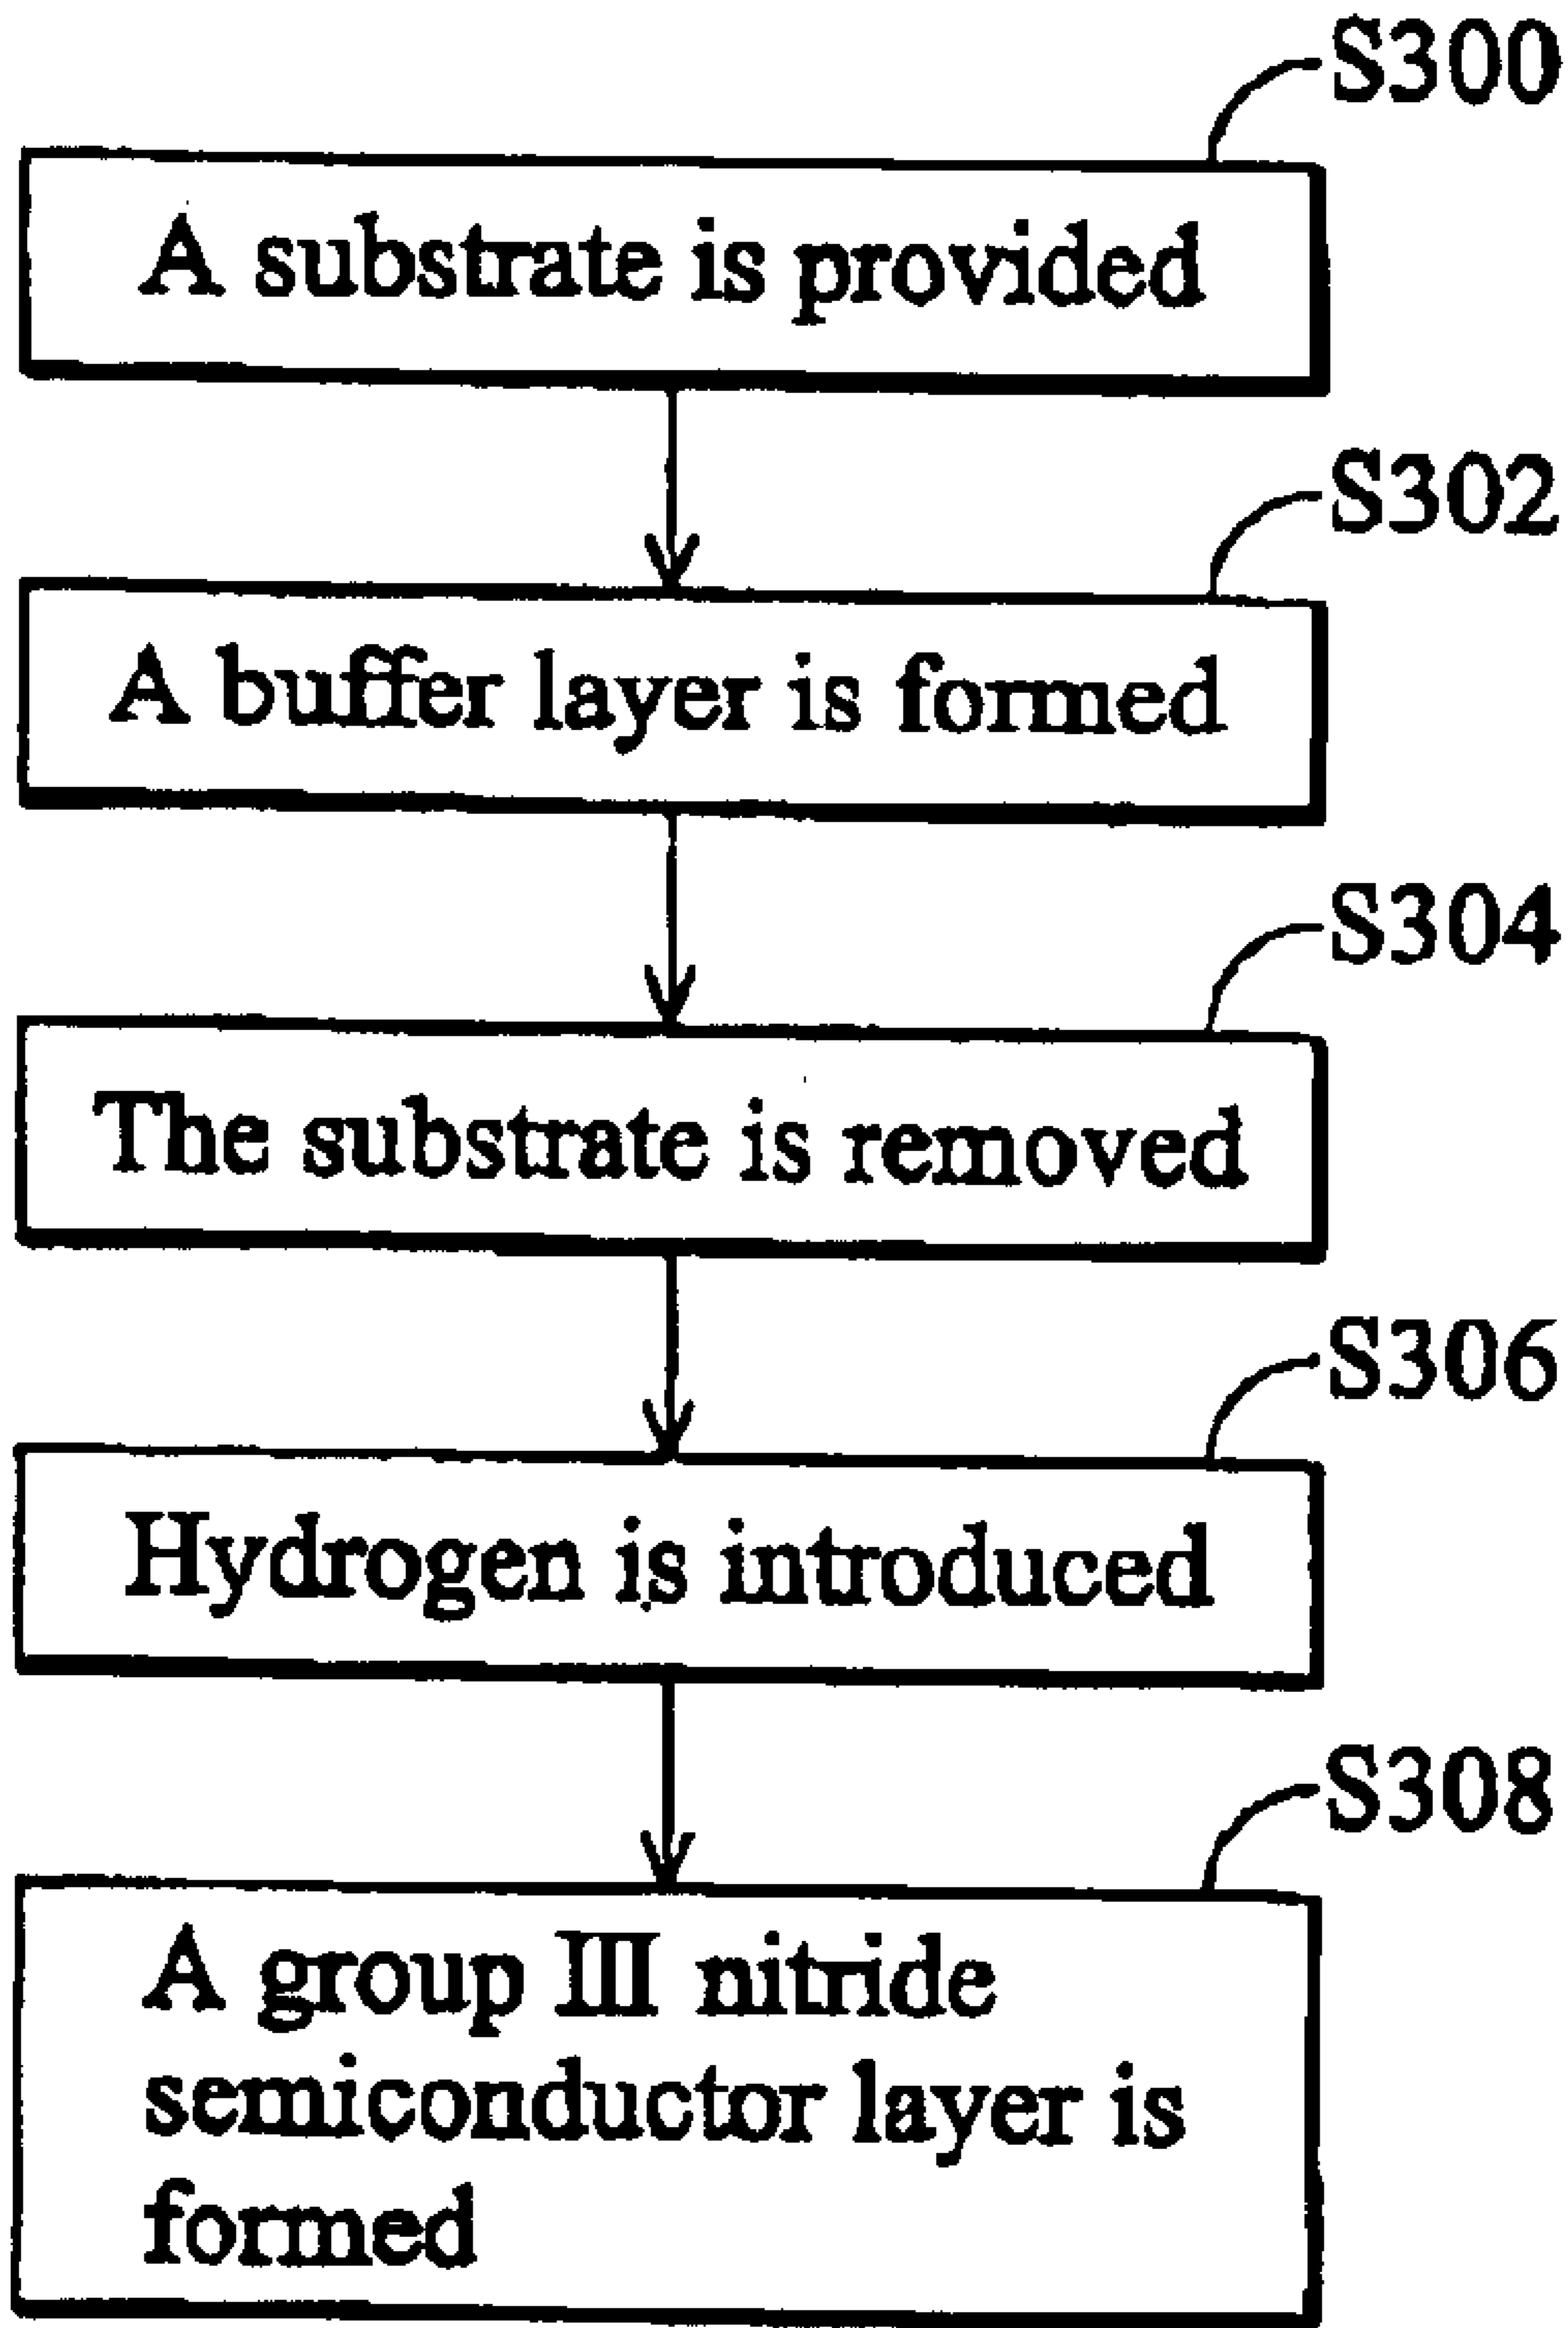 S300
A substrate is provided
S302
A buffer layer is formed
S304
The substrate is removed
S306
Hydrogen is introduced
S308
A group III nitride
semiconductor layer is
formed